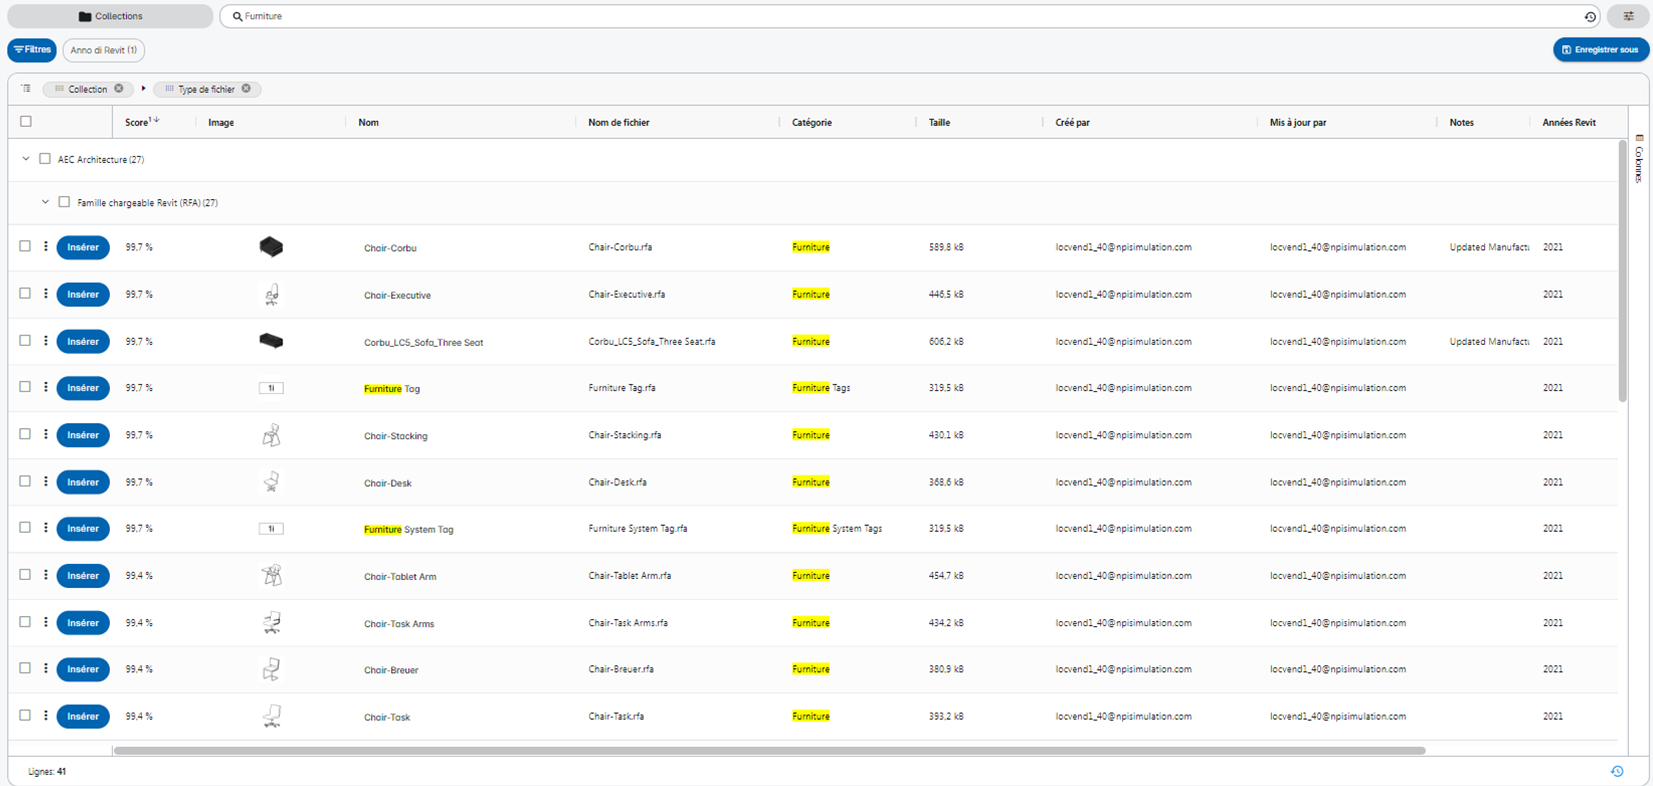 Collections
Furniture
Filtres
Anno di Revit (1)
Enregistrer sous
Collection
Type de fichier
Score 1 Image Nom Nom de fichier Catégorie Taille Créé par Mis à jour par Notes Années Revit
Colonnes
AEC Architecture (27)
Famille chargeable Revit (RFA) (27)
Insérer 99,7 % Chair-Corbu Chair-Corbu.rfa Furniture 589,8 kB locvend1_40@npisimulation.com locvend1_40@npisimulation.com Updated Manufactu 2021
Insérer 99,7 % Chair-Executive Chair-Executive.rfa Furniture 446,5 kB locvend1_40@npisimulation.com locvend1_40@npisimulation.com 2021
Insérer 99,7 % Corbu_LC5_Sofa_Three Seat Corbu_LC5_Sofa_Three Seat.rfa Furniture 606,2 kB locvend1_40@npisimulation.com locvend1_40@npisimulation.com Updated Manufactu 2021
Insérer 99,7 % 1i Furniture Tag Furniture Tag.rfa Furniture Tags 319,5 kB locvend1_40@npisimulation.com locvend1_40@npisimulation.com 2021
Insérer 99,7 % Chair-Stacking Chair-Stacking.rfa Furniture 430,1 kB locvend1_40@npisimulation.com locvend1_40@npisimulation.com 2021
Insérer 99,7 % Chair-Desk Chair-Desk.rfa Furniture 368,6 kB locvend1_40@npisimulation.com locvend1_40@npisimulation.com 2021
Insérer 99,7 % 1i Furniture System Tag Furniture System Tag.rfa Furniture System Tags 319,5 kB locvend1_40@npisimulation.com locvend1_40@npisimulation.com 2021
Insérer 99,4 % Chair-Tablet Arm Chair-Tablet Arm.rfa Furniture 454,7 kB locvend1_40@npisimulation.com locvend1_40@npisimulation.com 2021
Insérer 99,4 % Chair-Task Arms Chair-Task Arms.rfa Furniture 434,2 kB locvend1_40@npisimulation.com locvend1_40@npisimulation.com 2021
Insérer 99,4 % Chair-Breuer Chair-Breuer.rfa Furniture 380,9 kB locvend1_40@npisimulation.com locvend1_40@npisimulation.com 2021
Insérer 99,4 % Chair-Task Chair-Task.rfa Furniture 393,2 kB locvend1_40@npisimulation.com locvend1_40@npisimulation.com 2021
Lignes: 41